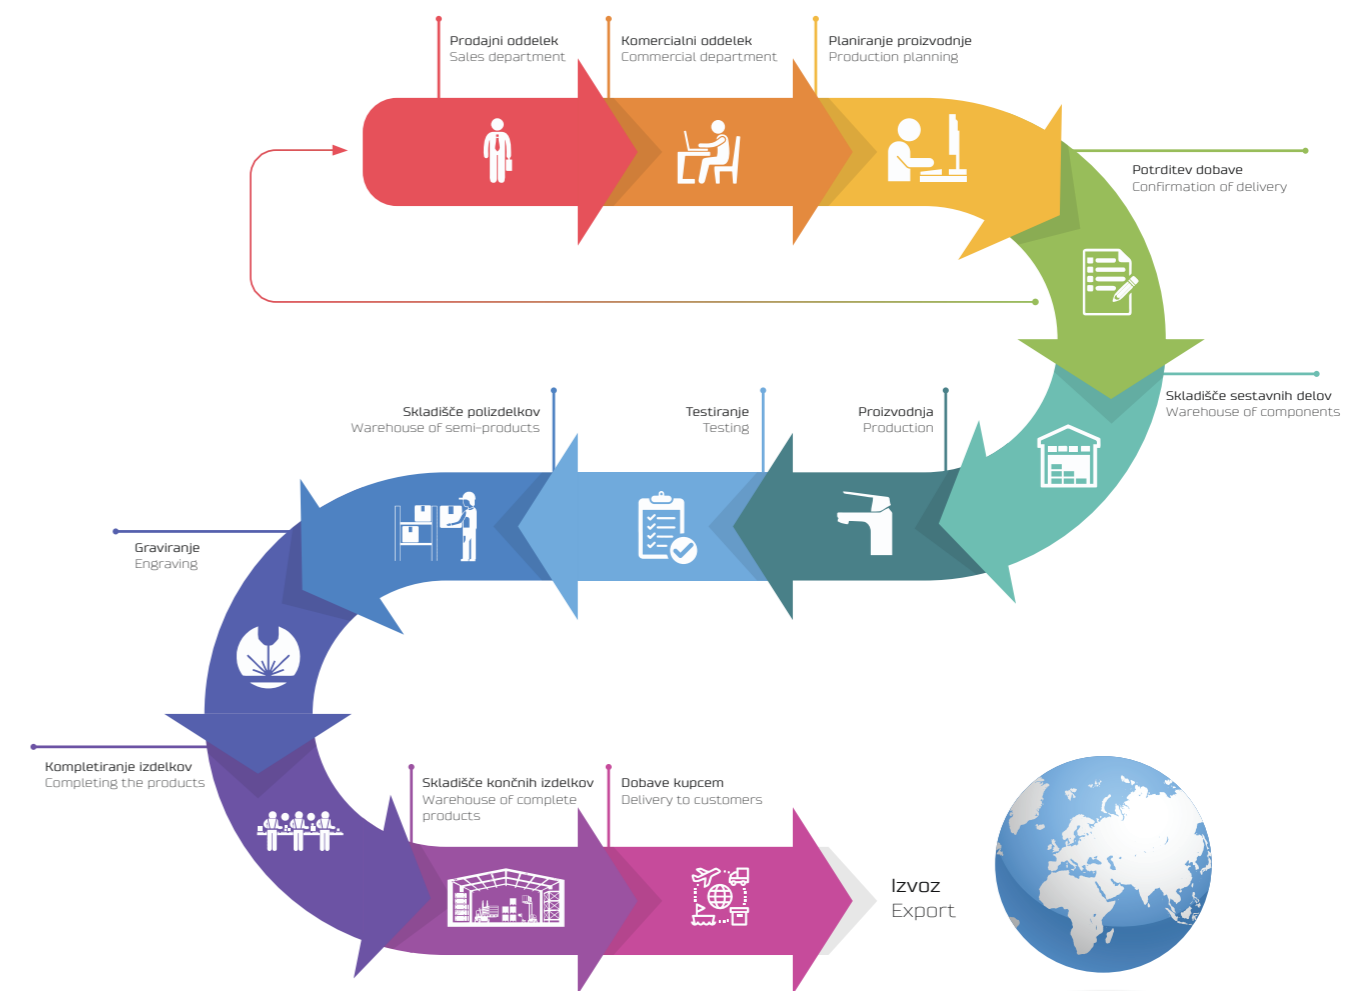 Prodajni oddelek
Sales department
Komercialni oddelek
Commercial department
Planiranje proizvodnje
Production planning
Potrditev dobave
Confirmation of delivery
Skladišče sestavnih delov
Warehouse of components
Proizvodnja
Production
Testiranje
Testing
Skladišče polizdelkov
Warehouse of semi-products
Graviranje
Engraving
Kompletiranje izdelkov
Completing the products
Skladišče končnih izdelkov
Warehouse of complete
products
Dobave kupcem
Delivery to customers
Izvoz
Export